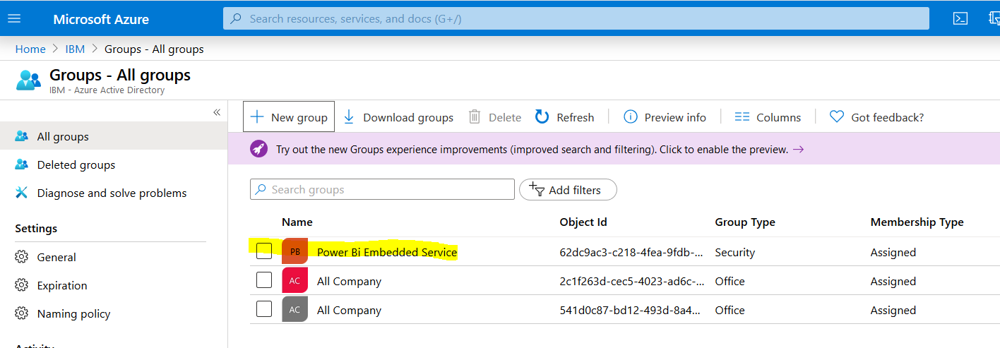 Microsoft Azure
Search resources, services, and docs (G+/)
Home > IBM > Groups - All groups
Groups - All groups
IBM - Azure Active Directory
«
All groups
Deleted groups
Diagnose and solve problems
Settings
General
Expiration
Naming policy
Activity
New group Download groups Delete Refresh Preview info Columns Got feedback?
Try out the new Groups experience improvements (improved search and filtering). Click to enable the preview. →
Search groups Add filters
Name Object Id Group Type Membership Type
PB Power Bi Embedded Service 62dc9ac3-c218-4fea-9fdb-... Security Assigned
AC All Company 2c1f263d-cec5-4023-ad6c-... Office Assigned
AC All Company 541d0c87-bd12-493d-8a4... Office Assigned